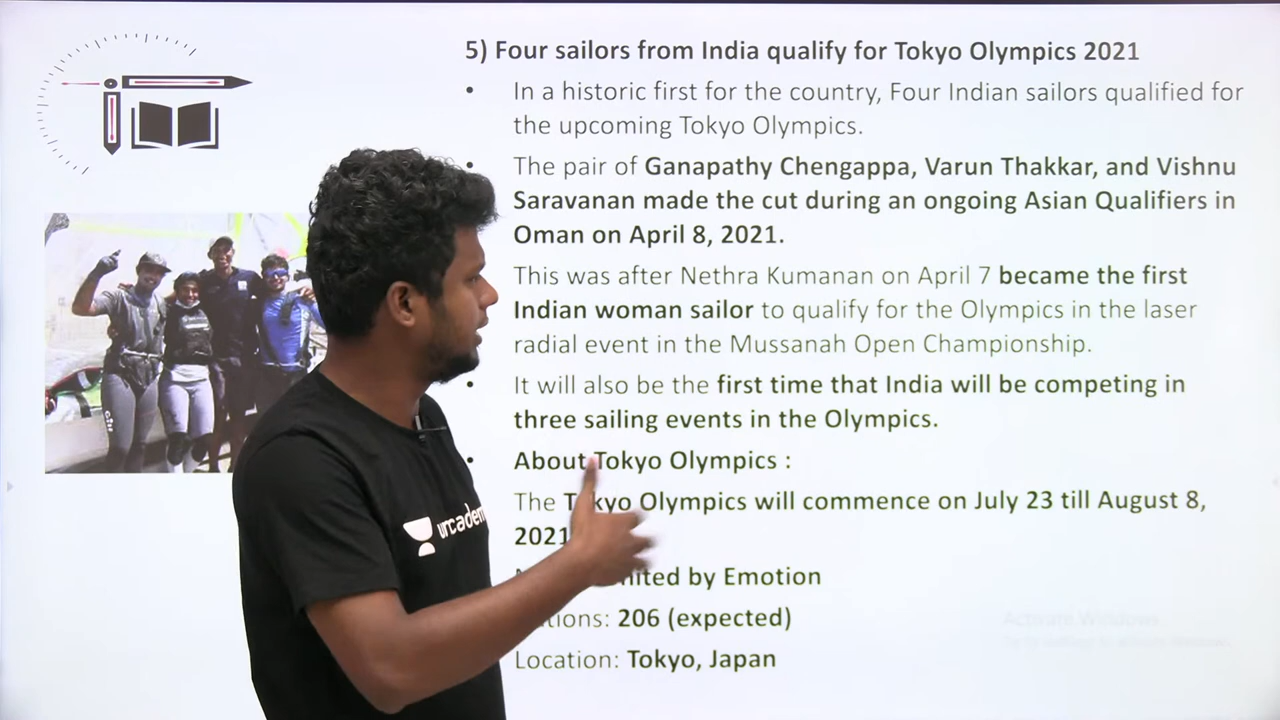 5) Four sailors from India qualify for Tokyo Olympics 2021
• In a historic first for the country, Four Indian sailors qualified for
the upcoming Tokyo Olympics.
• The pair of Ganapathy Chengappa, Varun Thakkar, and Vishnu
Saravanan made the cut during an ongoing Asian Qualifiers in
Oman on April 8, 2021.
This was after Nethra Kumanan on April 7 became the first
Indian woman sailor to qualify for the Olympics in the laser
radial event in the Mussanah Open Championship.
• It will also be the first time that India will be competing in
three sailing events in the Olympics.
• About Tokyo Olympics :
The Tokyo Olympics will commence on July 23 till August 8,
2021
by Emotion
206 (expected)
Location: Tokyo, Japan
Activate Windows